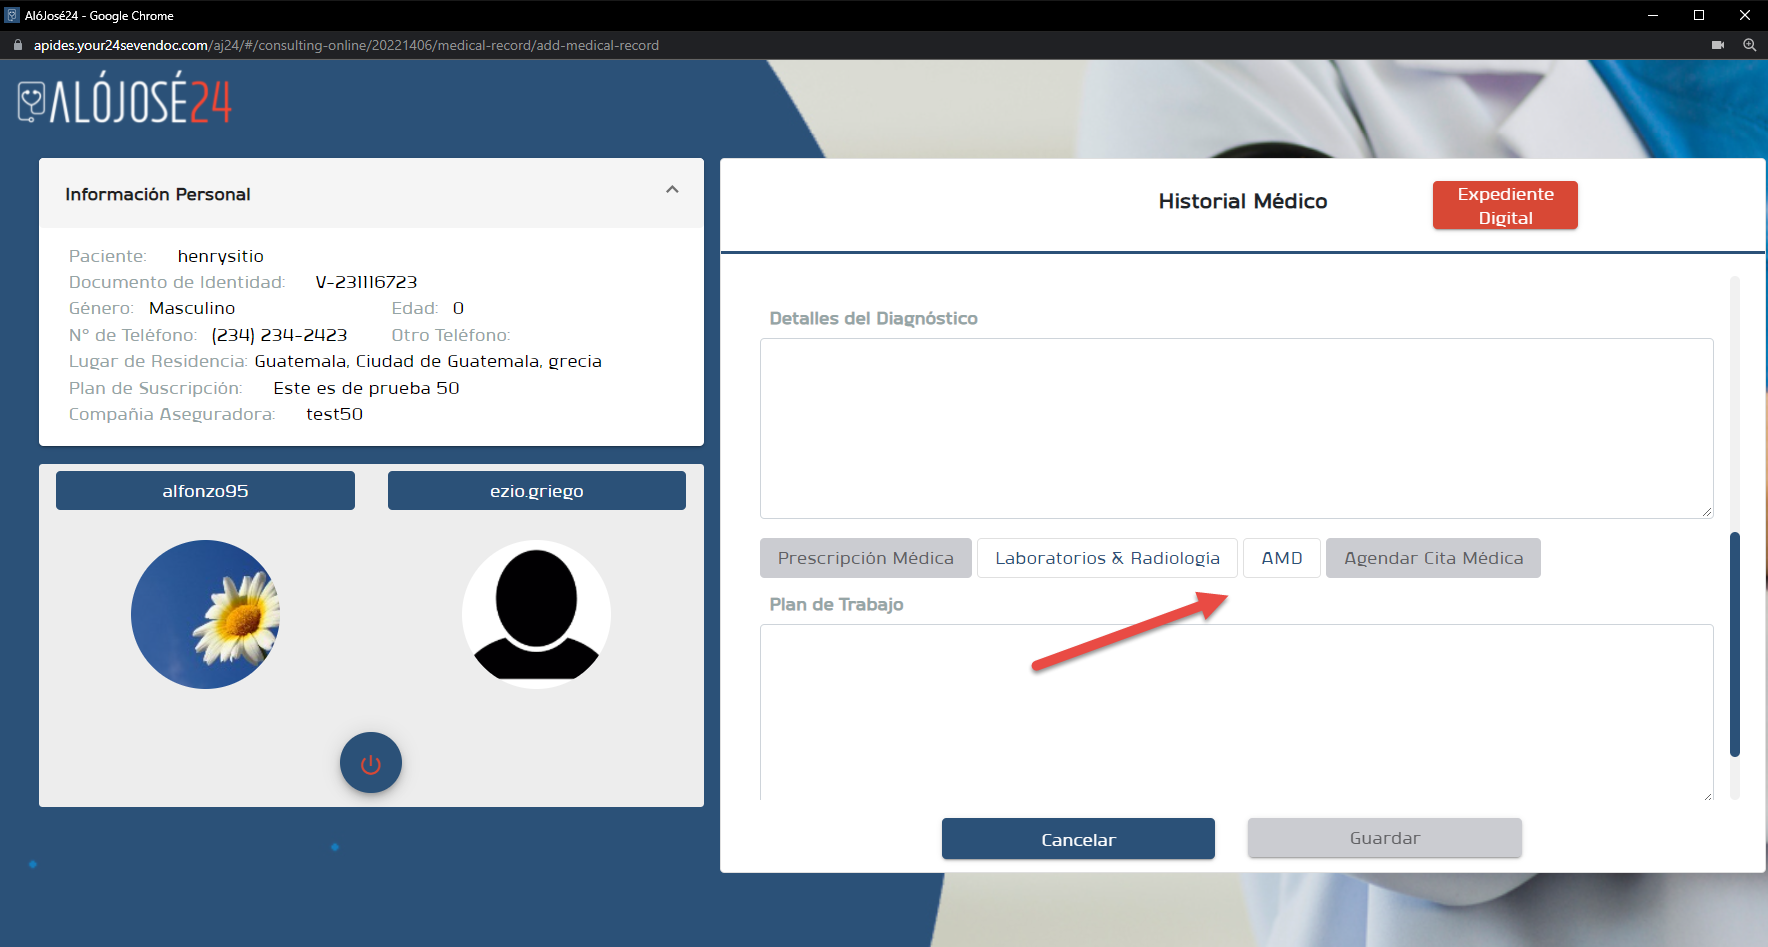 AlóJosé24 - Google Chrome
apides.your24sevendoc.com/aj24/#/consulting-online/20221406/medical-record/add-medical-record
ALÓJOSÉ24
Información Personal
Paciente: henrysitio
Documento de Identidad: V-231116723
Género: Masculino Edad: 0
N° de Teléfono: (234) 234-2423 Otro Teléfono:
Lugar de Residencia: Guatemala, Ciudad de Guatemala, grecia
Plan de Suscripción: Este es de prueba 50
Compañia Aseguradora: test50
alfonzo95
ezio.griego
Historial Médico
Expediente
Digital
Detalles del Diagnóstico
Prescripción Médica
Laboratorios & Radiología
AMD
Agendar Cita Médica
Plan de Trabajo
Cancelar
Guardar